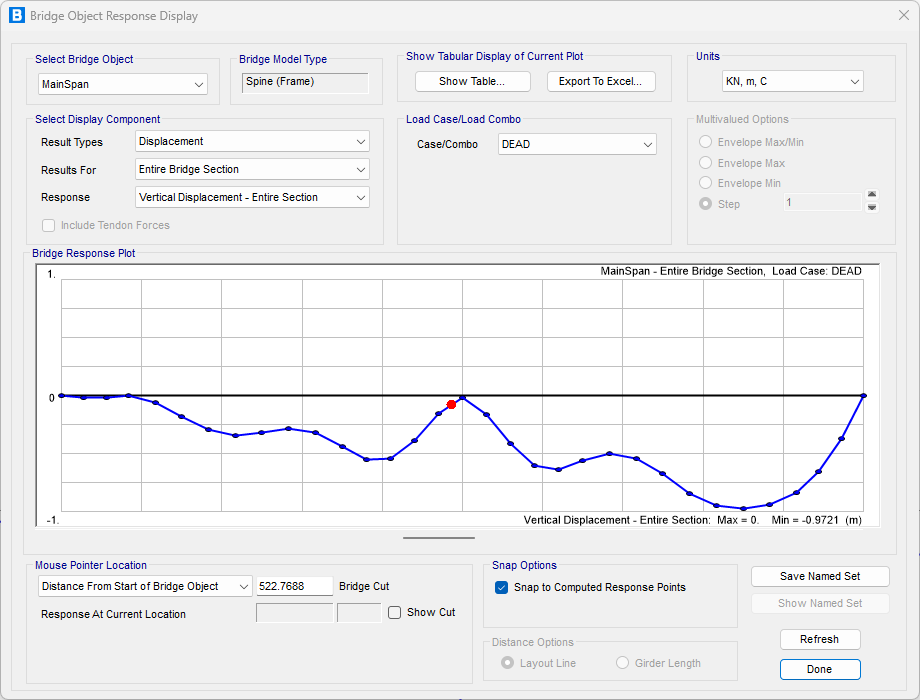 B Bridge Object Response Display
Select Bridge Object
MainSpan
Bridge Model Type
Spine (Frame)
Show Tabular Display of Current Plot
Show Table...
Export To Excel...
Units
KN, m, C
Select Display Component
Result Types
Displacement
Results For
Entire Bridge Section
Response
Vertical Displacement - Entire Section
Include Tendon Forces
Load Case/Load Combo
Case/Combo
DEAD
Multivalued Options
Envelope Max/Min
Envelope Max
Envelope Min
Step
1
Bridge Response Plot
MainSpan - Entire Bridge Section, Load Case: DEAD
1.
0
-1.
Vertical Displacement - Entire Section: Max = 0. Min = -0.9721 (m)
Mouse Pointer Location
Distance From Start of Bridge Object
522.7688
Bridge Cut
Response At Current Location
Show Cut
Snap Options
Snap to Computed Response Points
Distance Options
Layout Line
Girder Length
Save Named Set
Show Named Set
Refresh
Done